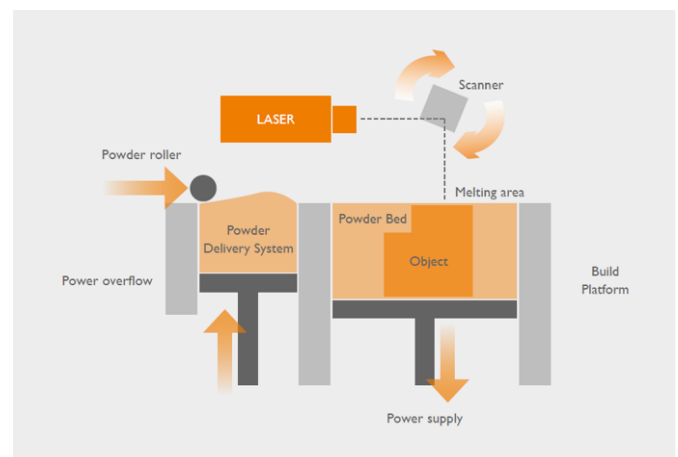 Scanner
LASER
Powder roller
Melting area
Powder Bed
Powder
Delivery System
Object
Power overflow
Build
Platform
Power supply